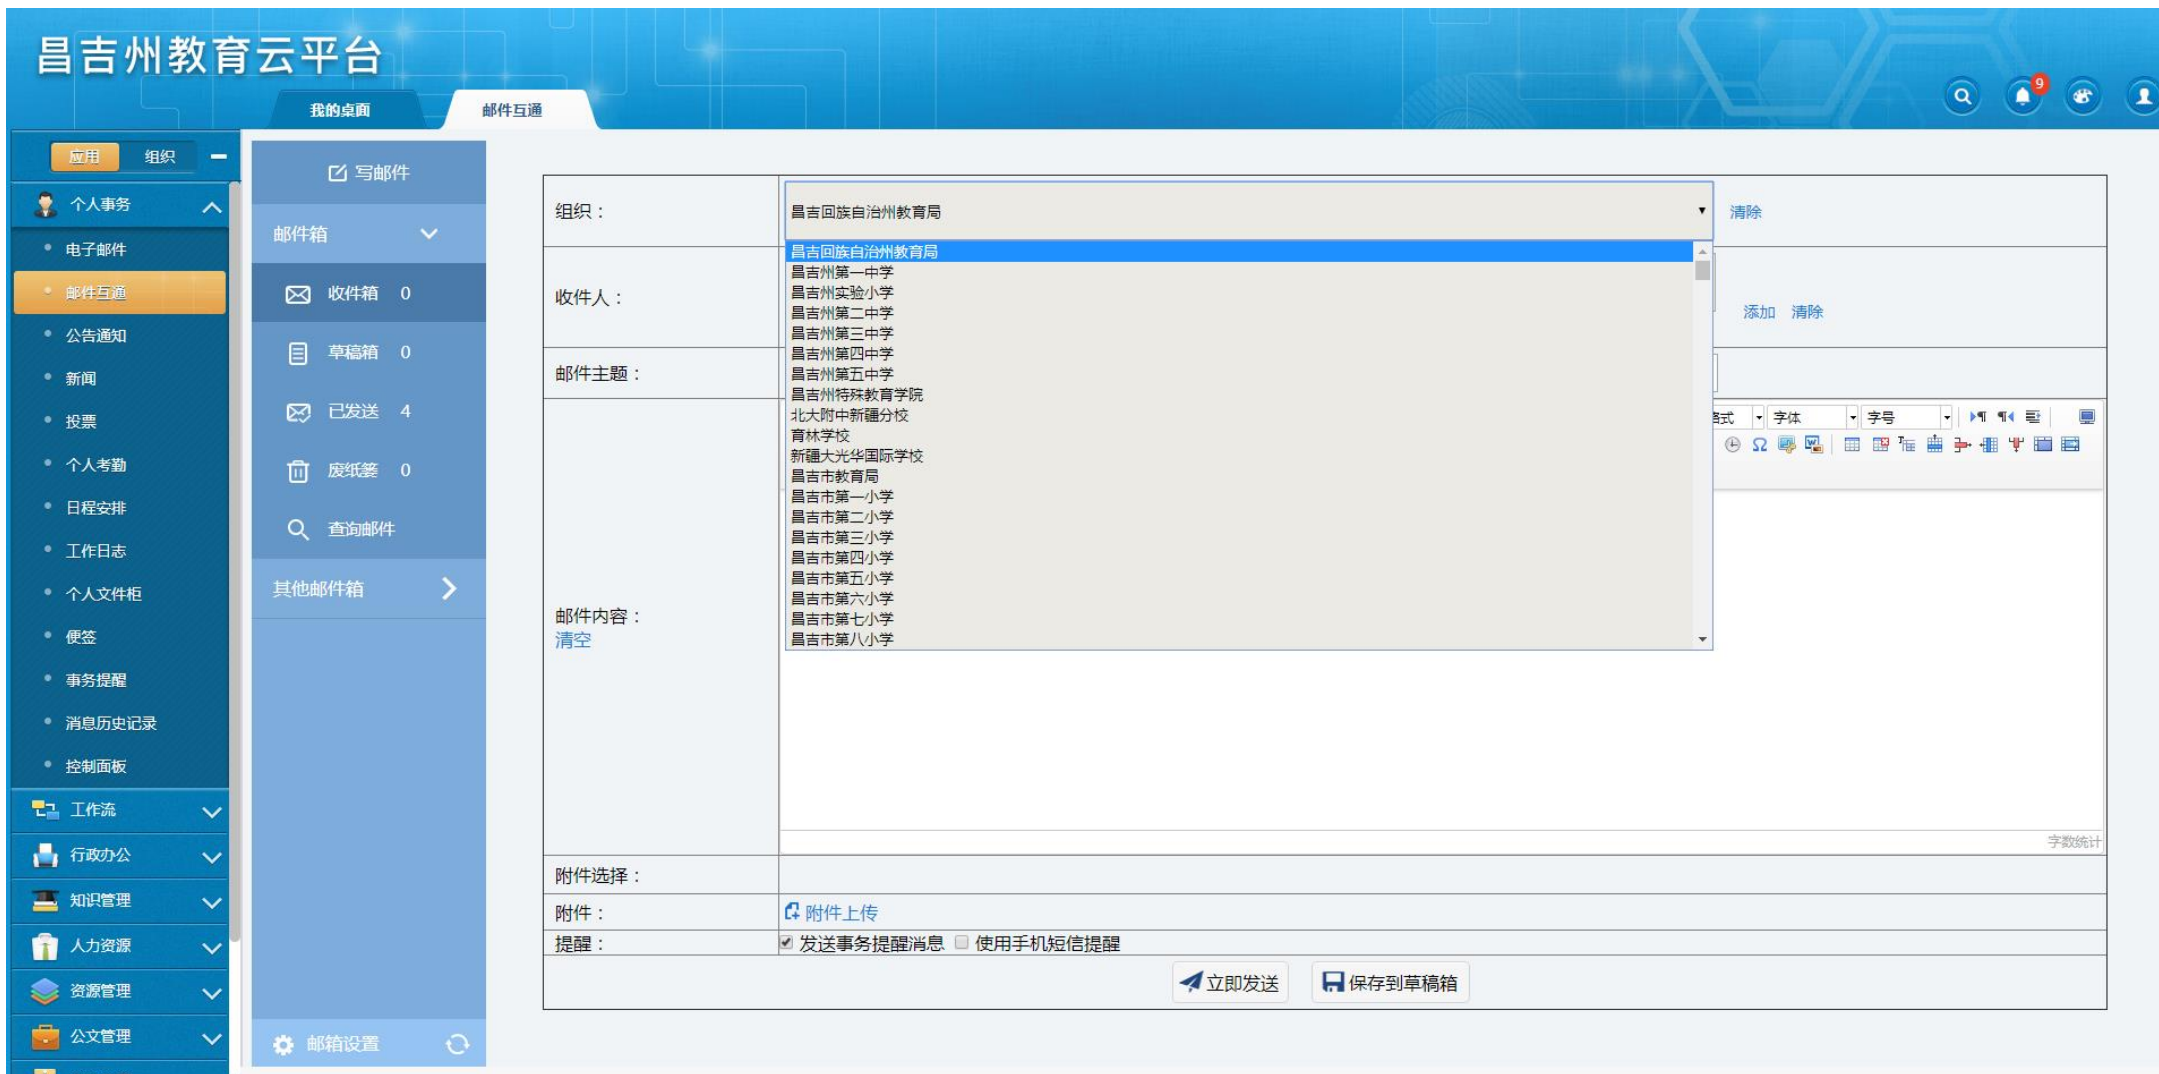 昌吉州教育云平台
我的桌面
邮件互通
9
应用
组织
个人事务
电子邮件
邮件互通
公告通知
新闻
投票
个人考勤
日程安排
工作日志
个人文件柜
便签
事务提醒
消息历史记录
控制面板
工作流
行政办公
知识管理
人力资源
资源管理
公文管理
写邮件
邮件箱
收件箱 0
草稿箱 0
已发送 4
废纸篓 0
查询邮件
其他邮件箱
邮箱设置
组织：
昌吉回族自治州教育局
清除
昌吉回族自治州教育局
昌吉州第一中学
昌吉州实验小学
昌吉州第二中学
昌吉州第三中学
昌吉州第四中学
昌吉州第五中学
昌吉州特殊教育学院
北大附中新疆分校
育林学校
新疆大光华国际学校
昌吉市教育局
昌吉市第一小学
昌吉市第二小学
昌吉市第三小学
昌吉市第四小学
昌吉市第五小学
昌吉市第六小学
昌吉市第七小学
昌吉市第八小学
收件人：
添加 清除
邮件主题：
式 字体 字号
邮件内容：
清空
字数统计
附件选择：
附件：
附件上传
提醒：
发送事务提醒消息 使用手机短信提醒
立即发送 保存到草稿箱